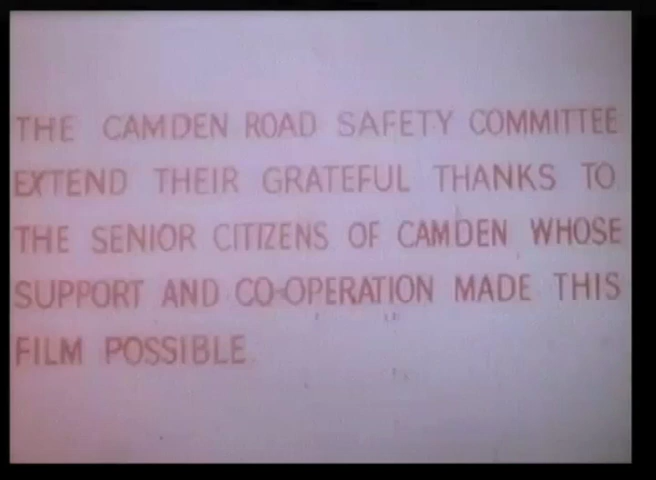 THE CAMDEN ROAD SAFETY COMMITTEE
EXTEND THEIR GRATEFUL THANKS TO
THE SENIOR CITIZENS OF CAMDEN WHOSE
SUPPORT AND CO-OPERATION MADE THIS
FILM POSSIBLE